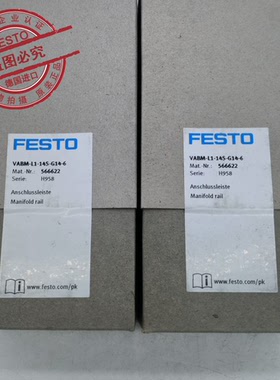 FESTO
盗图必究
德国进口
FESTO
VABM-L1-14S-G14-6
Mat.-Nr.: 566622
Serie: H958
Anschlussleiste
Manifold rail
www.festo.com/pk
FESTO
VABM-L1-14S-G14-6
Mat.-Nr.: 566622
Serie: H958
Anschlussleiste
Manifold rail
www.festo.com/pk